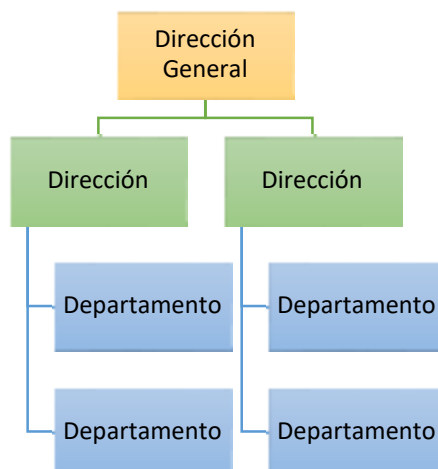 Dirección
General
Dirección
Dirección
Departamento
Departamento
Departamento
Departamento